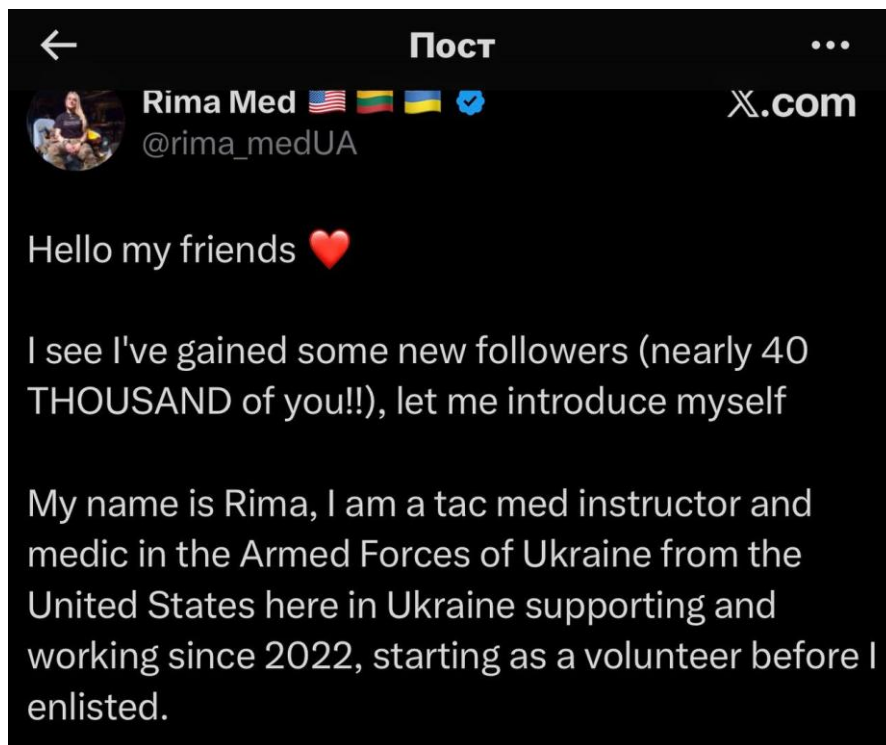 Пост
Rima Med 🇺🇸 🇱🇹 🇺🇦
X.com
@rima_medUA
Hello my friends ❤️
I see I've gained some new followers (nearly 40
THOUSAND of you!!), let me introduce myself
My name is Rima, I am a tac med instructor and
medic in the Armed Forces of Ukraine from the
United States here in Ukraine supporting and
working since 2022, starting as a volunteer before I
enlisted.